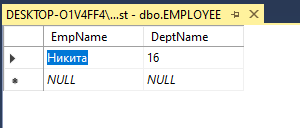 DESKTOP-O1V4FF4\...st - dbo.EMPLOYEE
EmpName DeptName
Никита 16
NULL NULL